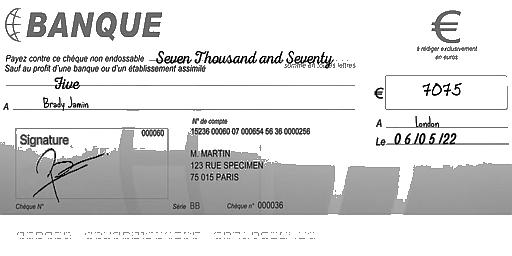 BANQUE
€
à rédiger exclusivement
en euros
Payez contre ce chèque non endossable Seven Thousand and Seventy
Sauf au profit d'une banque ou d'un établissement assimilé
somme en toutes lettres
Five
€ 7075
A Brady Jamin
A London
Le 06/05/22
Signature
000060
N° de compte
15236 00060 07 000654 56 36 0000256
M. MARTIN
123 RUE SPECIMEN
75 015 PARIS
Chèque N°
Série BB
Chèque n° 000036